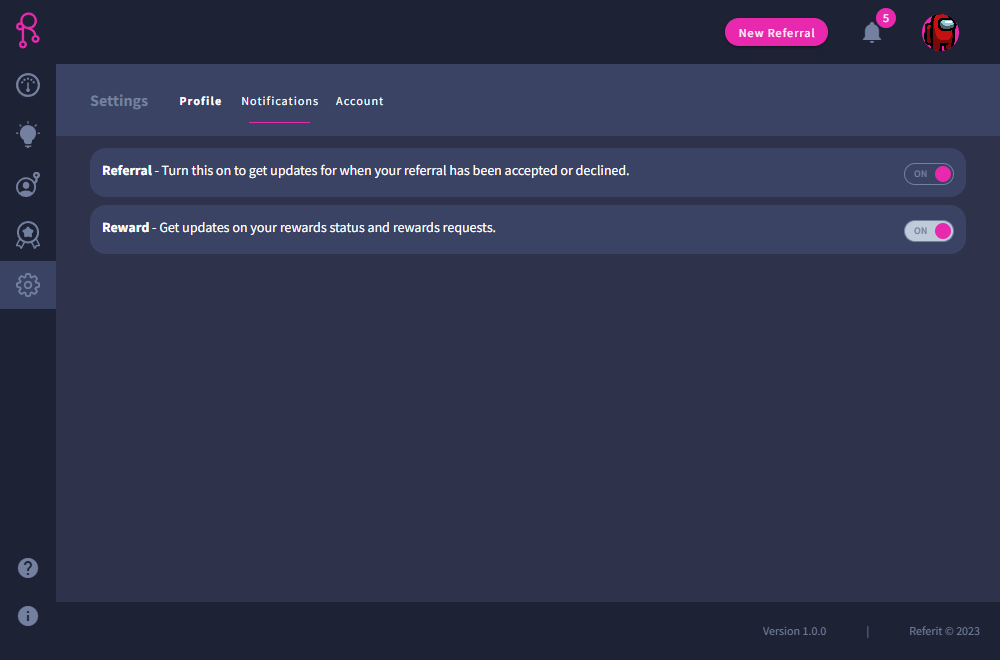 New Referral
5
Settings Profile Notifications Account
Referral - Turn this on to get updates for when your referral has been accepted or declined.
ON
Reward - Get updates on your rewards status and rewards requests.
ON
Version 1.0.0 | Referit © 2023